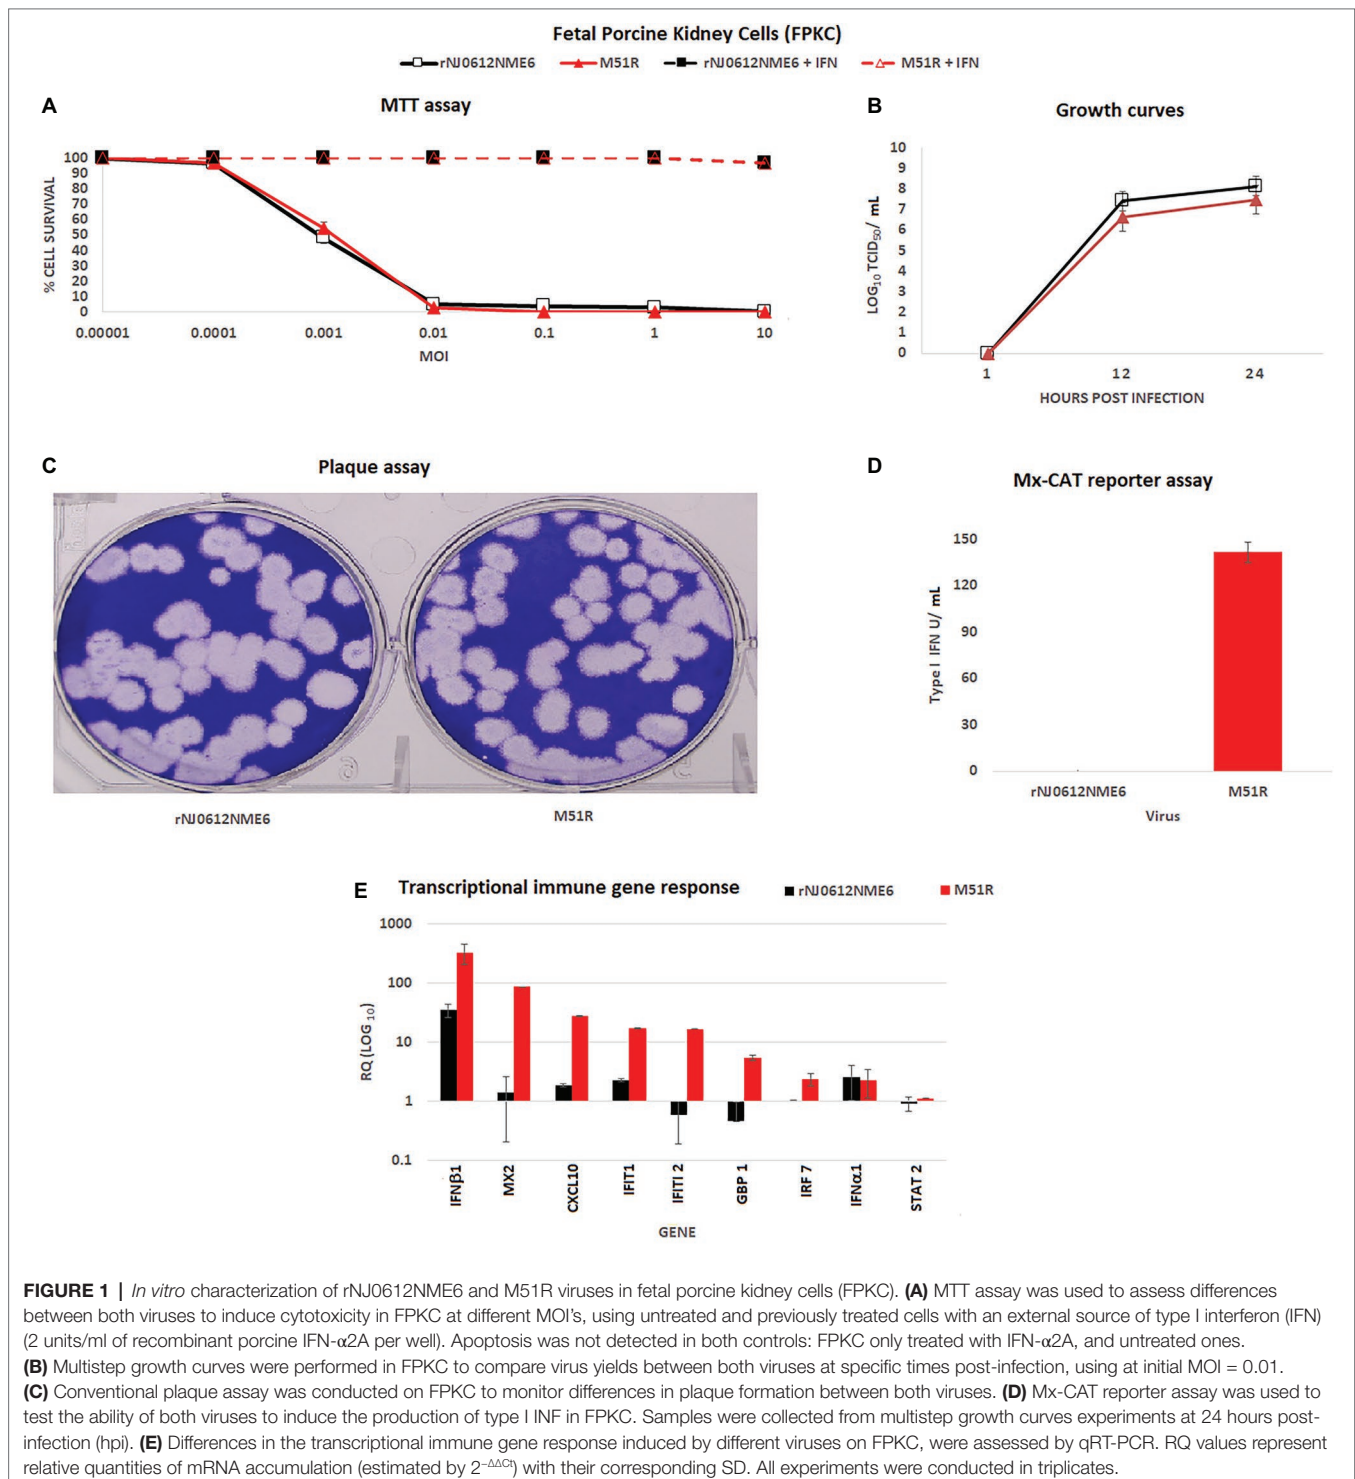 Fetal Porcine Kidney Cells (FPKC)
rNJ0612NME6 M51R rNJ0612NME6 + IFN M51R + IFN
A
MTT assay
% CELL SURVIVAL
100
90
80
70
60
50
40
30
20
10
0
0.00001 0.0001 0.001 0.01 0.1 1 10
MOI
B
Growth curves
LOG10 TCID50/ mL
10
9
8
7
6
5
4
3
2
1
0
1 12 24
HOURS POST INFECTION
C
Plaque assay
rNJ0612NME6 M51R
D
Mx-CAT reporter assay
Type I IFN U/ mL
150
120
90
60
30
0
rNJ0612NME6 M51R
Virus
E
Transcriptional immune gene response
rNJ0612NME6 M51R
RQ (LOG 10)
1000
100
10
1
0.1
IFNβ1 MX2 CXCL10 IFIT1 IFITI 2 GBP 1 IRF 7 IFNα1 STAT 2
GENE
FIGURE 1 | In vitro characterization of rNJ0612NME6 and M51R viruses in fetal porcine kidney cells (FPKC). (A) MTT assay was used to assess differences
between both viruses to induce cytotoxicity in FPKC at different MOI's, using untreated and previously treated cells with an external source of type I interferon (IFN)
(2 units/ml of recombinant porcine IFN-α2A per well). Apoptosis was not detected in both controls: FPKC only treated with IFN-α2A, and untreated ones.
(B) Multistep growth curves were performed in FPKC to compare virus yields between both viruses at specific times post-infection, using at initial MOI = 0.01.
(C) Conventional plaque assay was conducted on FPKC to monitor differences in plaque formation between both viruses. (D) Mx-CAT reporter assay was used to
test the ability of both viruses to induce the production of type I INF in FPKC. Samples were collected from multistep growth curves experiments at 24 hours post-
infection (hpi). (E) Differences in the transcriptional immune gene response induced by different viruses on FPKC, were assessed by qRT-PCR. RQ values represent
relative quantities of mRNA accumulation (estimated by 2−ΔΔCt) with their corresponding SD. All experiments were conducted in triplicates.